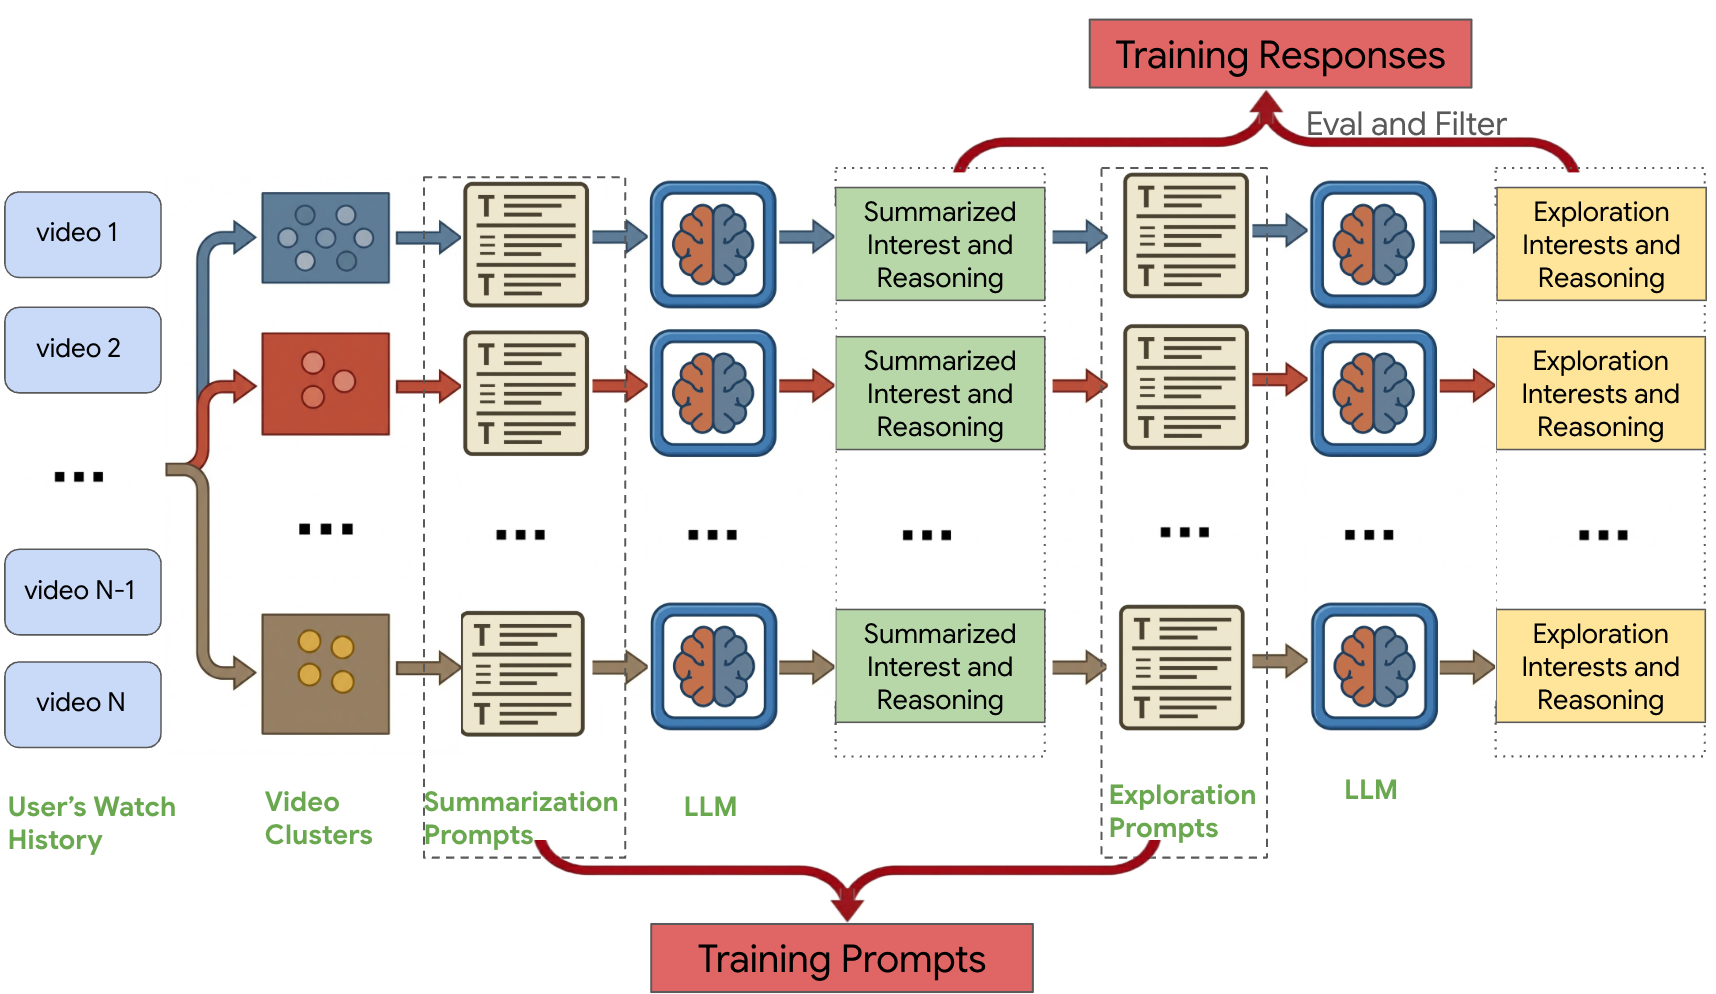 Training Responses
Eval and Filter
video 1
video 2
...
video N-1
video N
User's Watch
History
...
Video
Clusters
T
T
T
T
...
T
T
Summarization
Prompts
...
LLM
Summarized
Interest and
Reasoning
Summarized
Interest and
Reasoning
...
Summarized
Interest and
Reasoning
T
T
T
T
...
T
T
Exploration
Prompts
...
LLM
Exploration
Interests and
Reasoning
Exploration
Interests and
Reasoning
...
Exploration
Interests and
Reasoning
Training Prompts